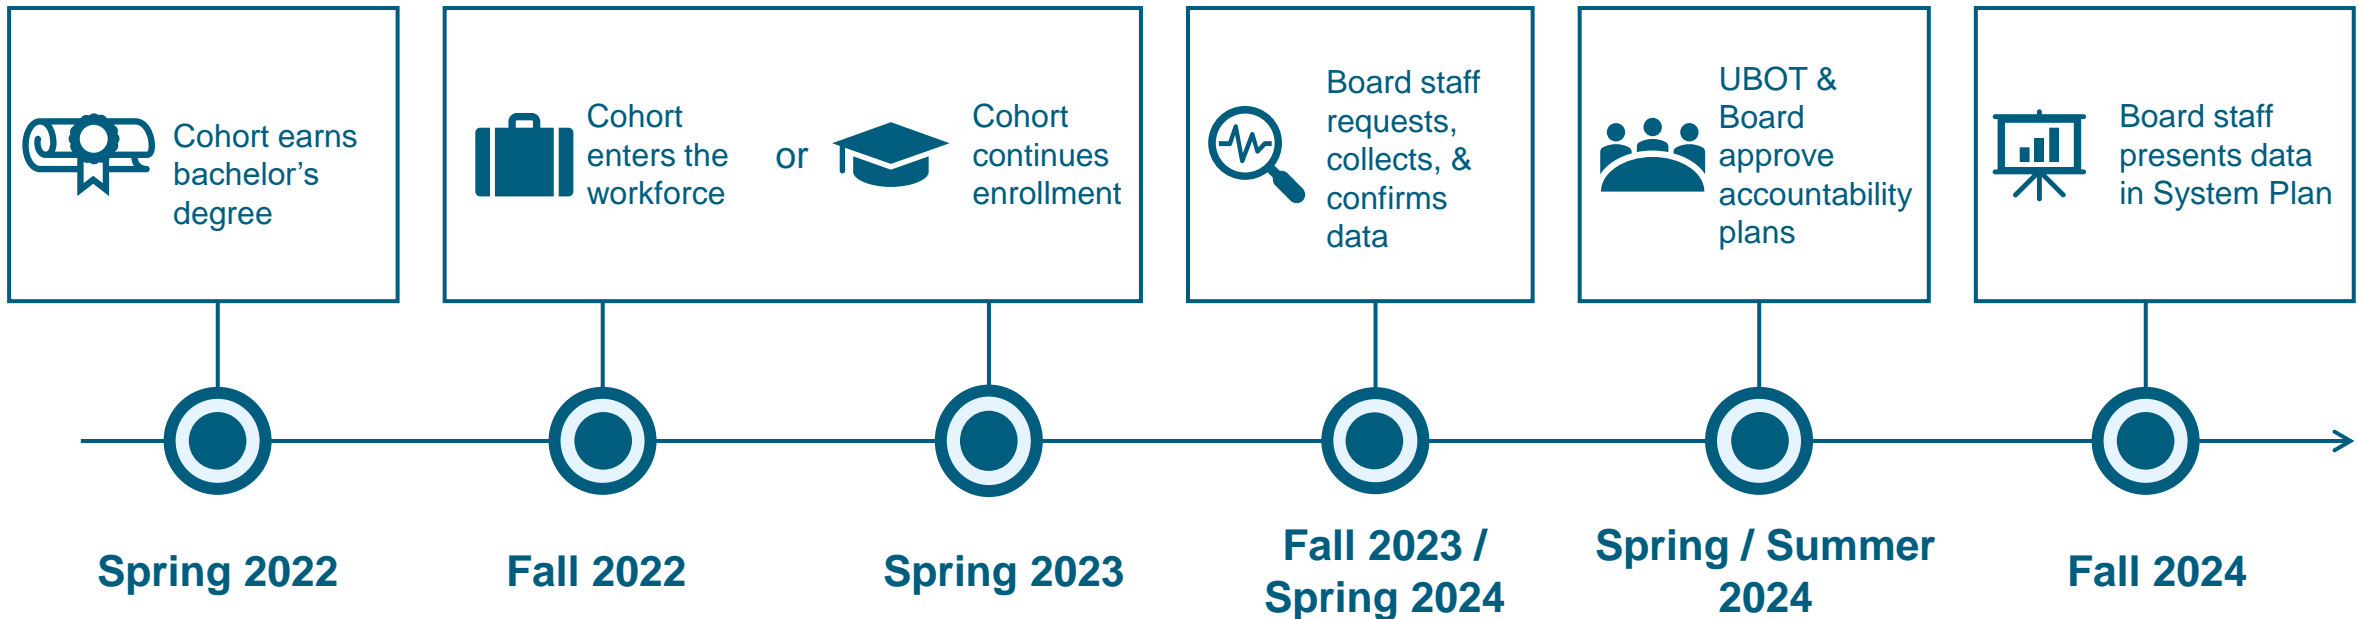 Cohort earns
bachelor’s
degree
Cohort
enters the
workforce
or
Cohort
continues
enrollment
Board staff
requests,
collects, &
confirms
data
UBOT &
Board
approve
accountability
plans
Board staff
presents data
in System Plan
Spring 2022
Fall 2022
Spring 2023
Fall 2023 /
Spring 2024
Spring / Summer
2024
Fall 2024